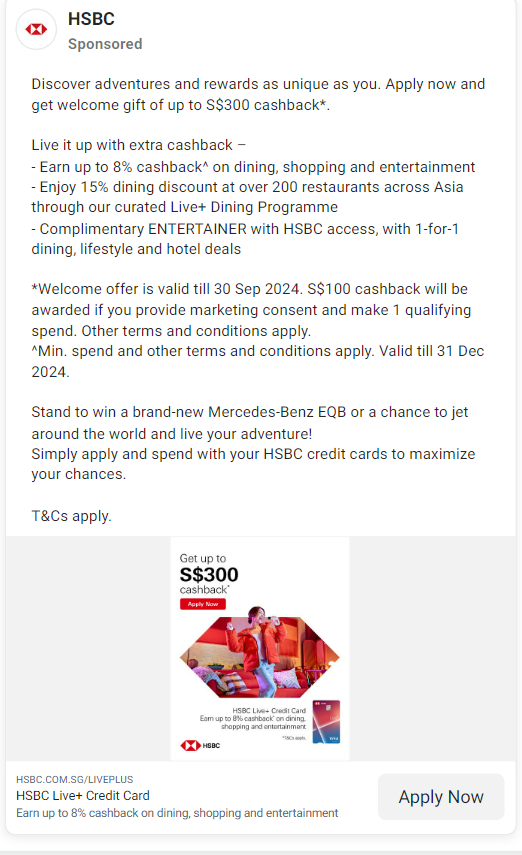 HSBC
Sponsored
Discover adventures and rewards as unique as you. Apply now and
get welcome gift of up to S$300 cashback*.
Live it up with extra cashback –
- Earn up to 8% cashback^ on dining, shopping and entertainment
- Enjoy 15% dining discount at over 200 restaurants across Asia
through our curated Live+ Dining Programme
- Complimentary ENTERTAINER with HSBC access, with 1-for-1
dining, lifestyle and hotel deals
*Welcome offer is valid till 30 Sep 2024. S$100 cashback will be
awarded if you provide marketing consent and make 1 qualifying
spend. Other terms and conditions apply.
^Min. spend and other terms and conditions apply. Valid till 31 Dec
2024.
Stand to win a brand-new Mercedes-Benz EQB or a chance to jet
around the world and live your adventure!
Simply apply and spend with your HSBC credit cards to maximize
your chances.
T&Cs apply.
Get up to
S$300
cashback*
Apply Now
HSBC Live+ Credit Card
Earn up to 8% cashback^ on dining,
shopping and entertainment
*T&Cs apply.
HSBC
HSBC.COM.SG/LIVEPLUS
HSBC Live+ Credit Card
Earn up to 8% cashback on dining, shopping and entertainment
Apply Now